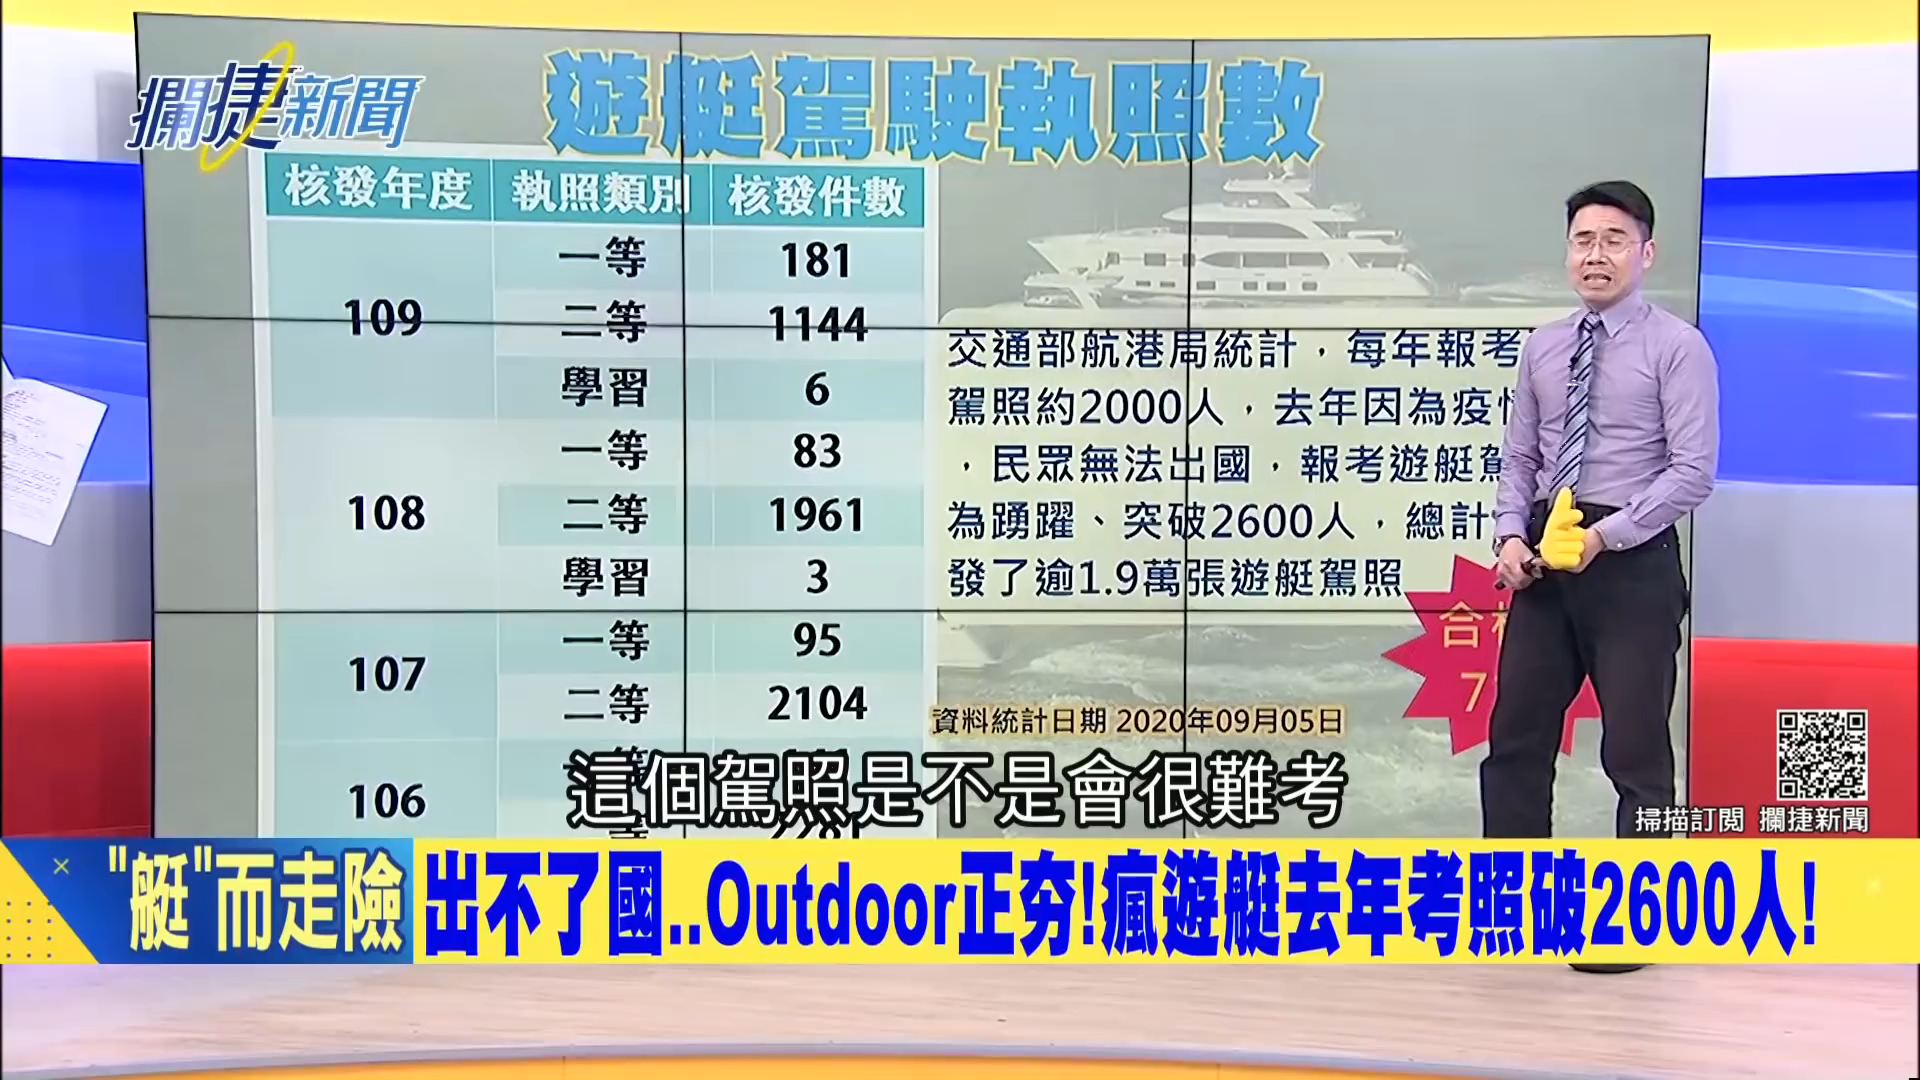 攔捷新聞
遊艇駕駛執照數
核發年度 執照類別 核發件數
109 一等 181
二等 1144
學習 6
108 一等 83
二等 1961
學習 3
107 一等 95
二等 2104
106
交通部航港局統計，每年報考
駕照約2000人，去年因為疫情
，民眾無法出國，報考遊艇駕
為踴躍、突破2600人，總計
發了逾1.9萬張遊艇駕照
合
7
資料統計日期 2020年09月05日
這個駕照是不是會很難考
掃描訂閱 攔捷新聞
"艇"而走險
出不了國..Outdoor正夯!瘋遊艇去年考照破2600人!